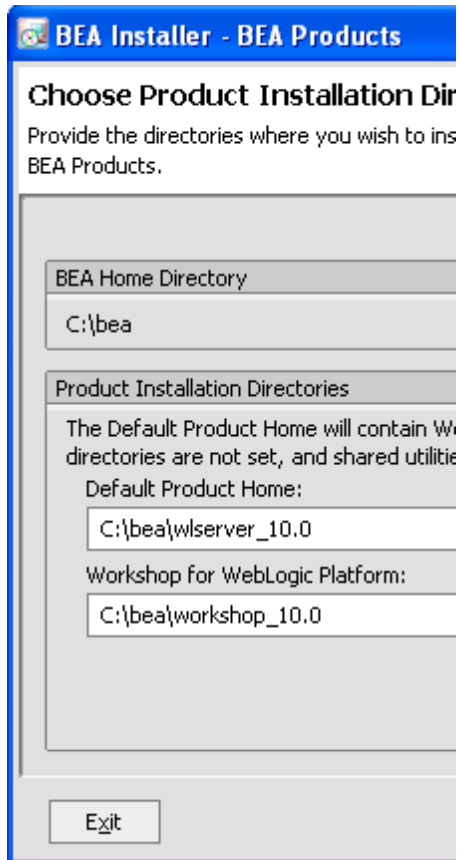 BEA Installer - BEA Products
Choose Product Installation Dir
Provide the directories where you wish to ins
BEA Products.
BEA Home Directory
C:\bea
Product Installation Directories
The Default Product Home will contain We
directories are not set, and shared utilitie
Default Product Home:
C:\bea\wlserver_10.0
Workshop for WebLogic Platform:
C:\bea\workshop_10.0
Exit